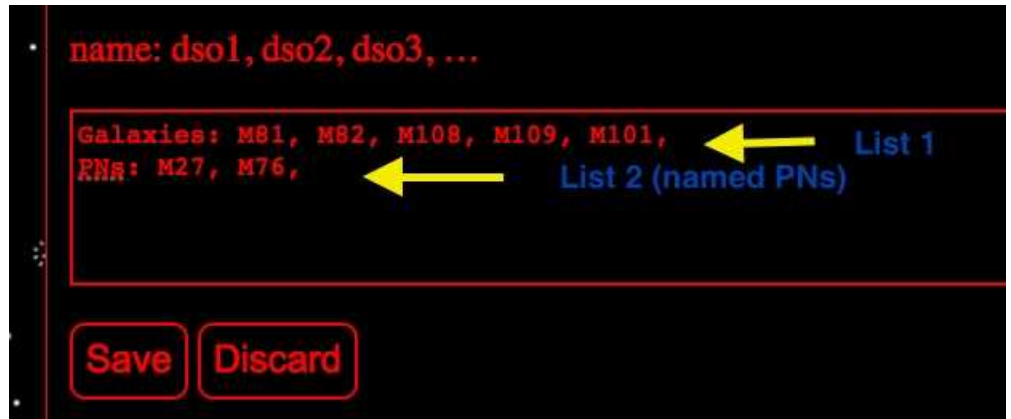 name: dso1, dso2, dso3, ...
Galaxies: M81, M82, M108, M109, M101,
List 1
PNs: M27, M76,
List 2 (named PNs)
Save
Discard